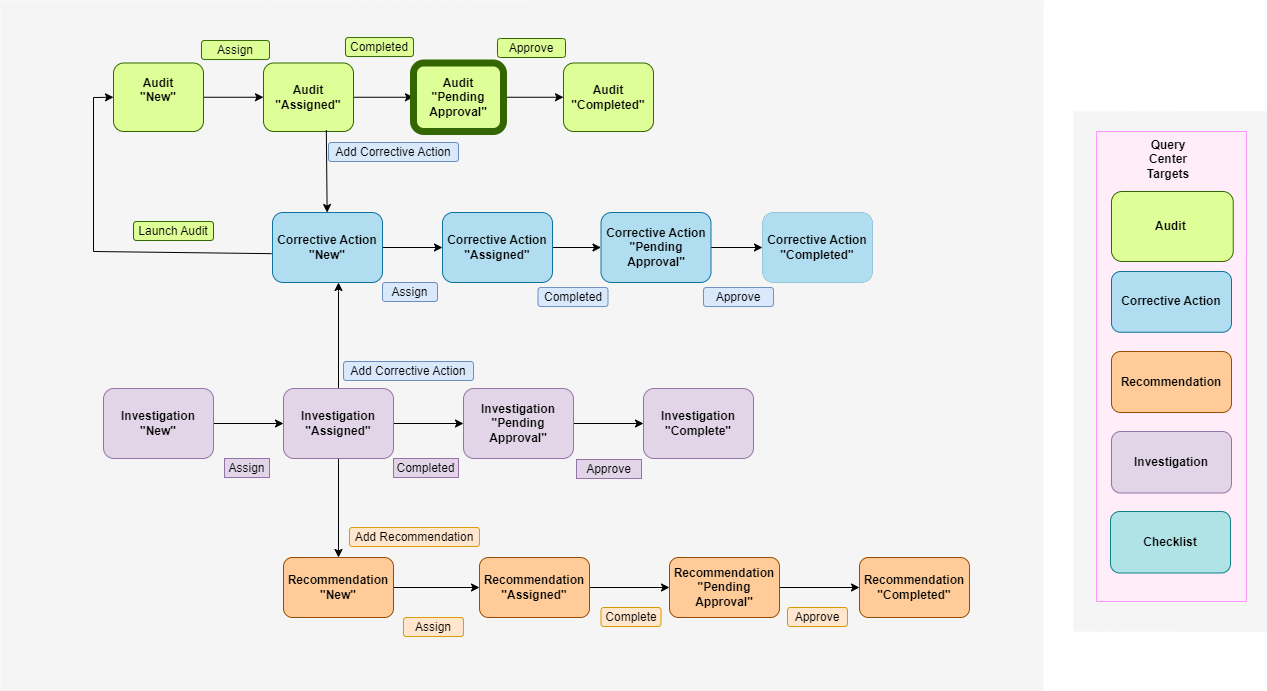 Assign
Completed
Approve
Audit
"New"
Audit
"Assigned"
Audit
"Pending
Approval"
Audit
"Completed"
Add Corrective Action
Launch Audit
Corrective Action
"New"
Corrective Action
"Assigned"
Corrective Action
"Pending
Approval"
Corrective Action
"Completed"
Assign
Completed
Approve
Add Corrective Action
Investigation
"New"
Investigation
"Assigned"
Investigation
"Pending
Approval"
Investigation
"Complete"
Assign
Completed
Approve
Add Recommendation
Recommendation
"New"
Recommendation
"Assigned"
Recommendation
"Pending
Approval"
Recommendation
"Completed"
Assign
Complete
Approve
Query
Center
Targets
Audit
Corrective Action
Recommendation
Investigation
Checklist